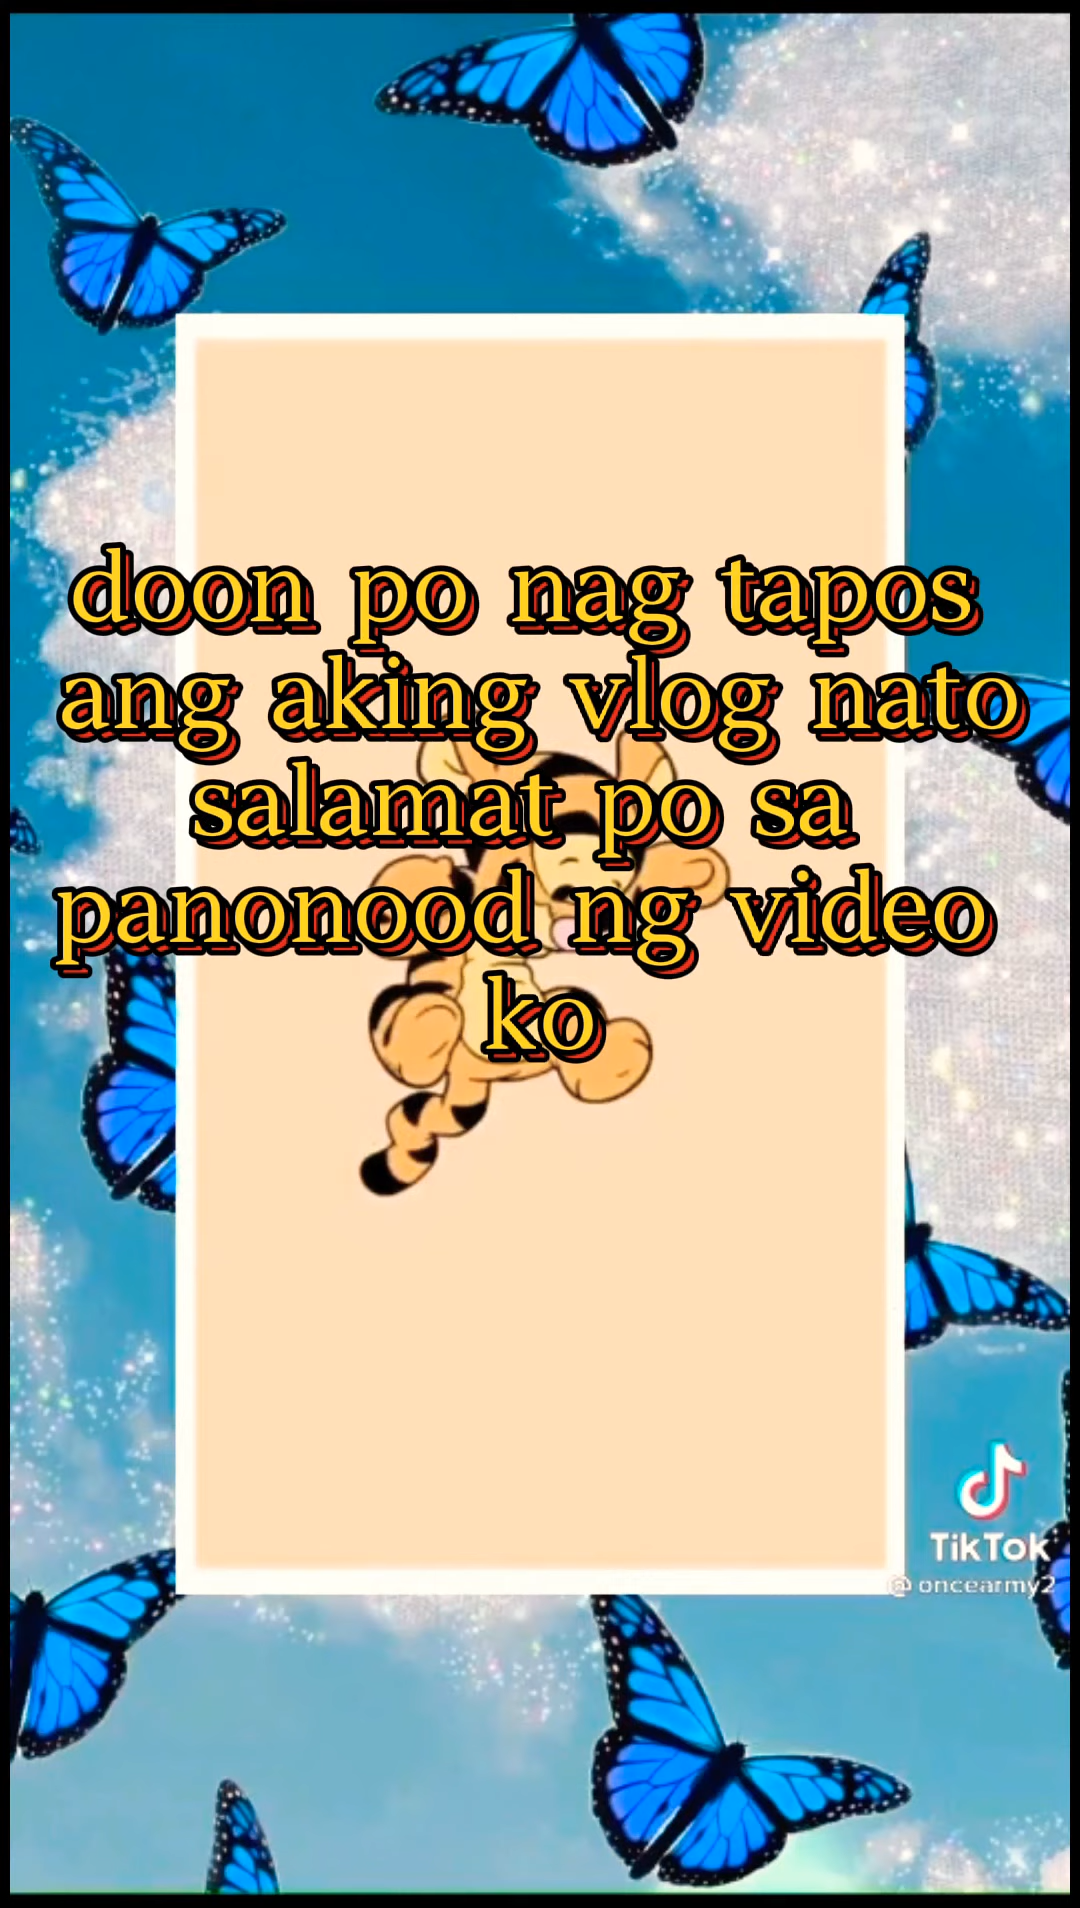 doon po nag tapos
ang aking vlog nato
salamat po sa
panonood ng video
ko
TikTok
@ oncearmy2